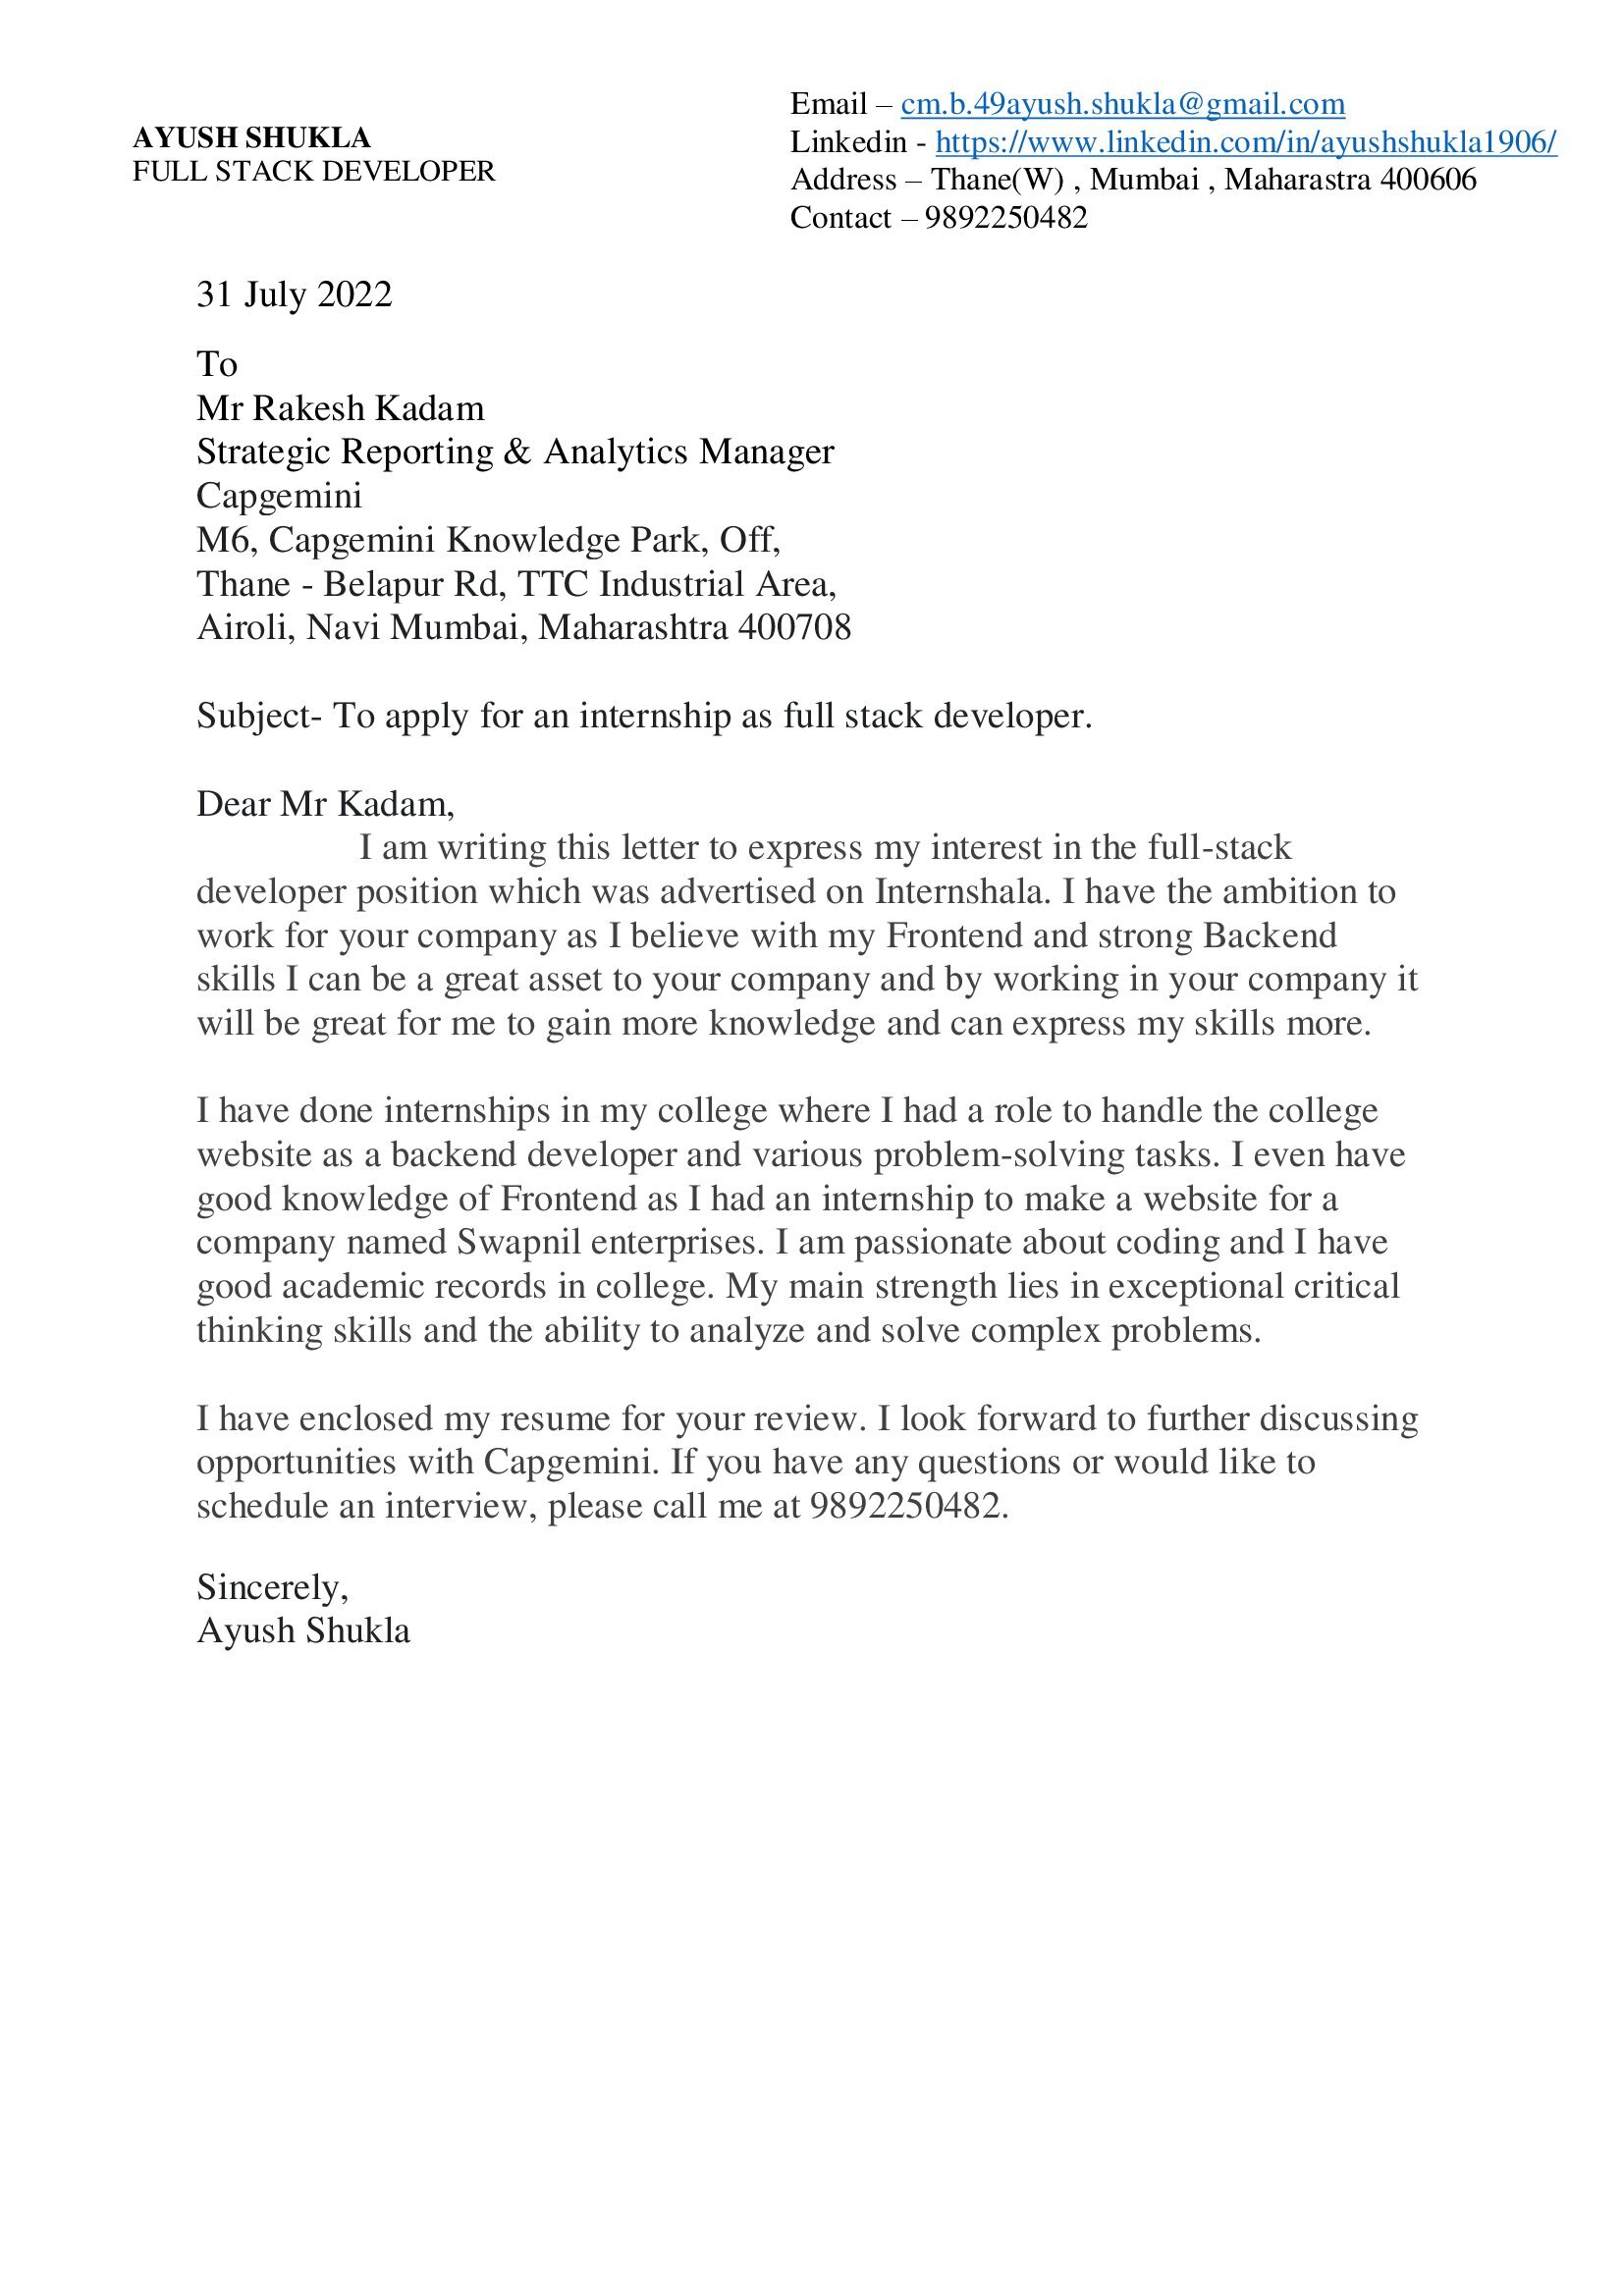 AYUSH SHUKLA
FULL STACK DEVELOPER
Email – cm.b.49ayush.shukla@gmail.com
Linkedin - https://www.linkedin.com/in/ayushshukla1906/
Address – Thane(W) , Mumbai , Maharastra 400606
Contact – 9892250482
31 July 2022
To
Mr Rakesh Kadam
Strategic Reporting & Analytics Manager
Capgemini
M6, Capgemini Knowledge Park, Off,
Thane - Belapur Rd, TTC Industrial Area,
Airoli, Navi Mumbai, Maharashtra 400708
Subject- To apply for an internship as full stack developer.
Dear Mr Kadam,
I am writing this letter to express my interest in the full-stack
developer position which was advertised on Internshala. I have the ambition to
work for your company as I believe with my Frontend and strong Backend
skills I can be a great asset to your company and by working in your company it
will be great for me to gain more knowledge and can express my skills more.
I have done internships in my college where I had a role to handle the college
website as a backend developer and various problem-solving tasks. I even have
good knowledge of Frontend as I had an internship to make a website for a
company named Swapnil enterprises. I am passionate about coding and I have
good academic records in college. My main strength lies in exceptional critical
thinking skills and the ability to analyze and solve complex problems.
I have enclosed my resume for your review. I look forward to further discussing
opportunities with Capgemini. If you have any questions or would like to
schedule an interview, please call me at 9892250482.
Sincerely,
Ayush Shukla